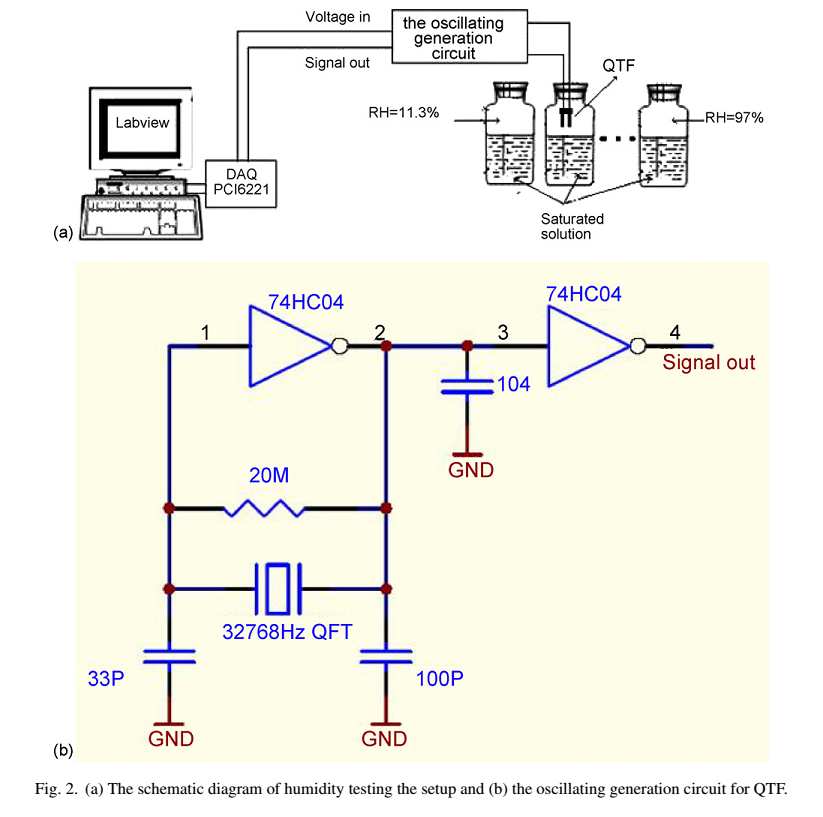 Voltage in
the oscillating
generation
circuit
Signal out
QTF
RH=11.3%
RH=97%
Labview
DAQ
PCI6221
Saturated
solution
(a)
74HC04
74HC04
1
2
3
4
Signal out
104
GND
20M
32768Hz QFT
33P
100P
GND
GND
(b)
Fig. 2. (a) The schematic diagram of humidity testing the setup and (b) the oscillating generation circuit for QTF.